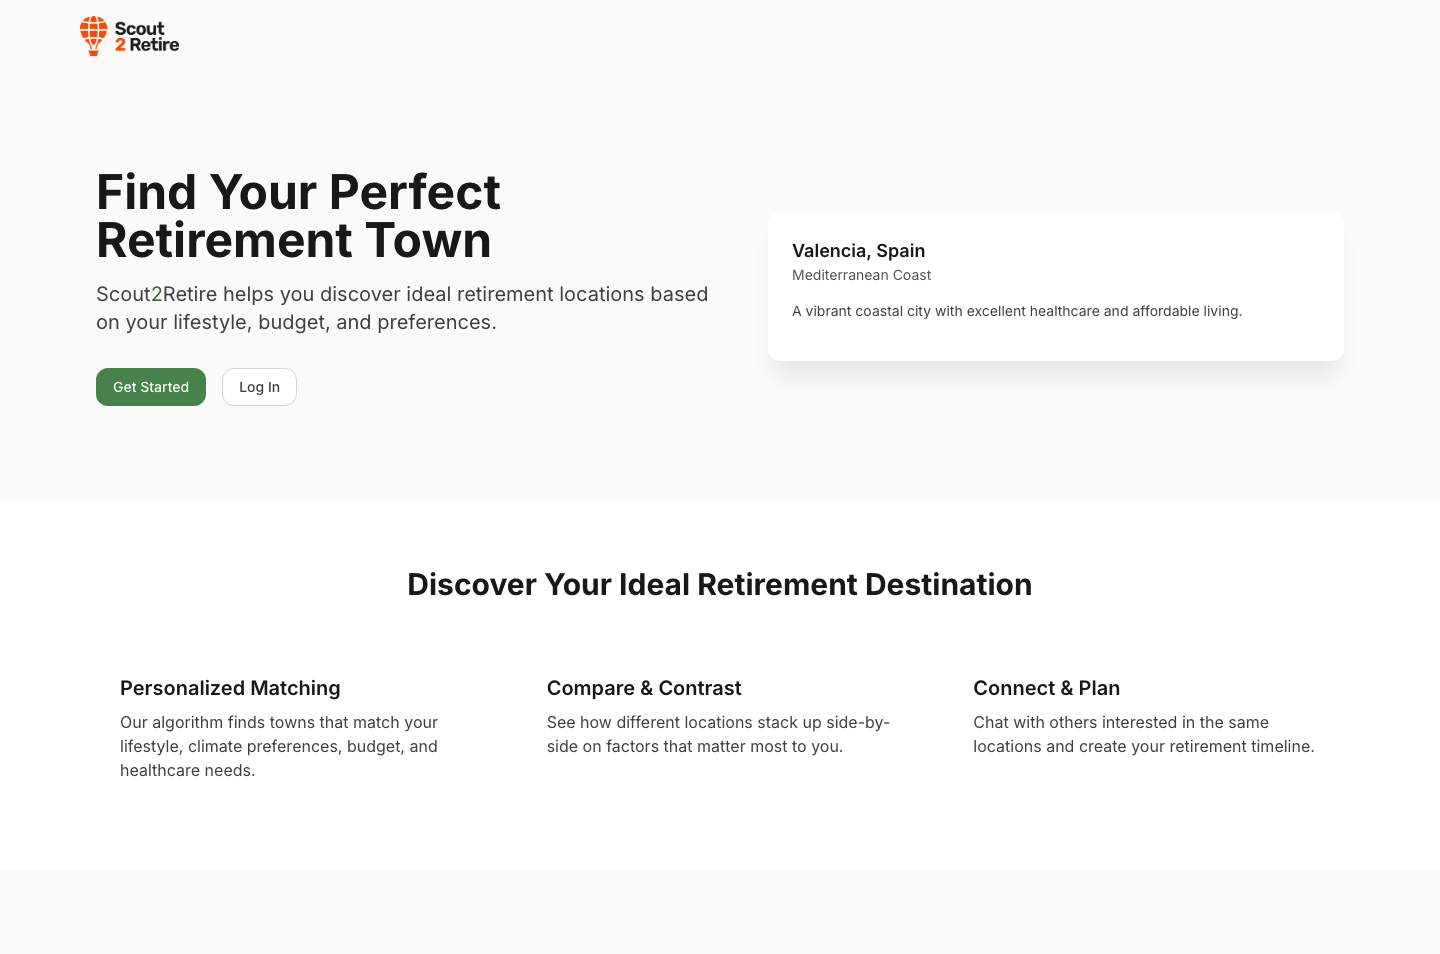 Scout
2 Retire
Find Your Perfect
Retirement Town
Scout2Retire helps you discover ideal retirement locations based
on your lifestyle, budget, and preferences.
Get Started
Log In
Valencia, Spain
Mediterranean Coast
A vibrant coastal city with excellent healthcare and affordable living.
Discover Your Ideal Retirement Destination
Personalized Matching
Our algorithm finds towns that match your
lifestyle, climate preferences, budget, and
healthcare needs.
Compare & Contrast
See how different locations stack up side-by-
side on factors that matter most to you.
Connect & Plan
Chat with others interested in the same
locations and create your retirement timeline.